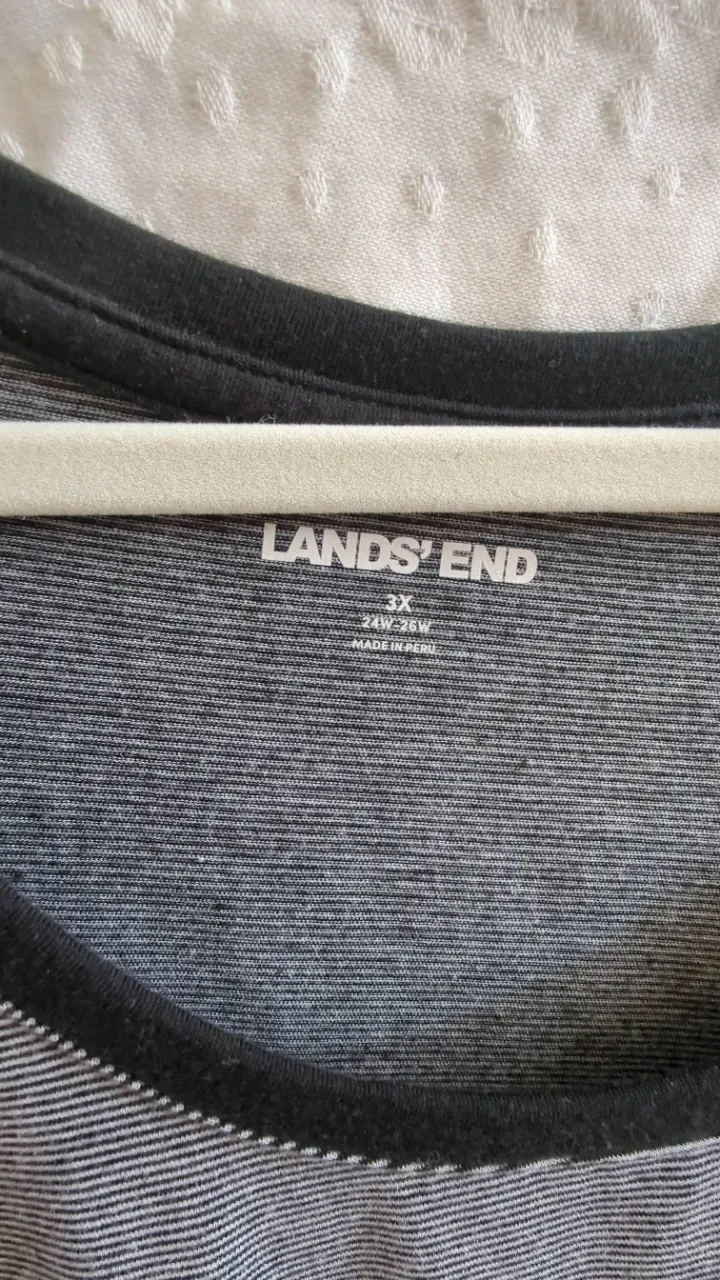 LANDS' END
3X
24W-26W
MADE IN PERU